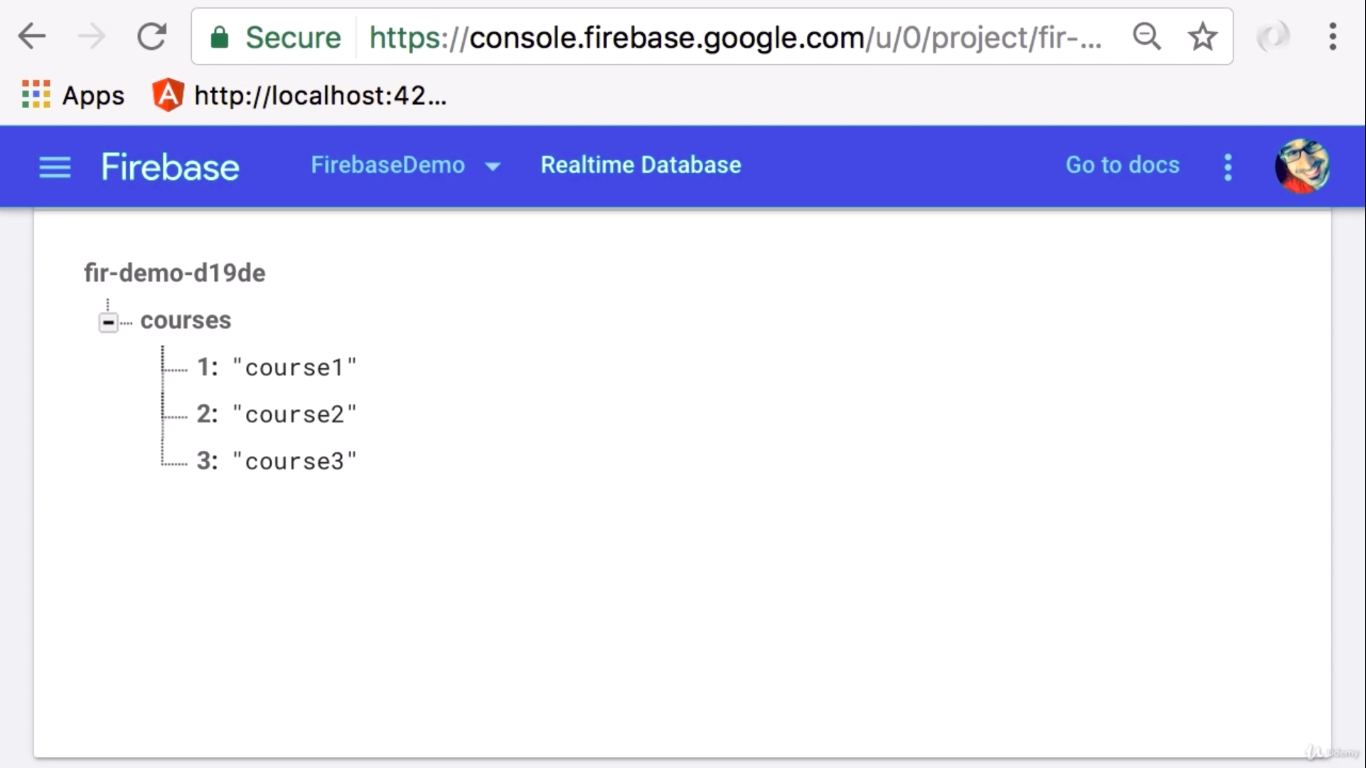 Secure https://console.firebase.google.com/u/0/project/fir-...
Apps http://localhost:42...
Firebase FirebaseDemo Realtime Database Go to docs
fir-demo-d19de
courses
1: "course1"
2: "course2"
3: "course3"
Udemy